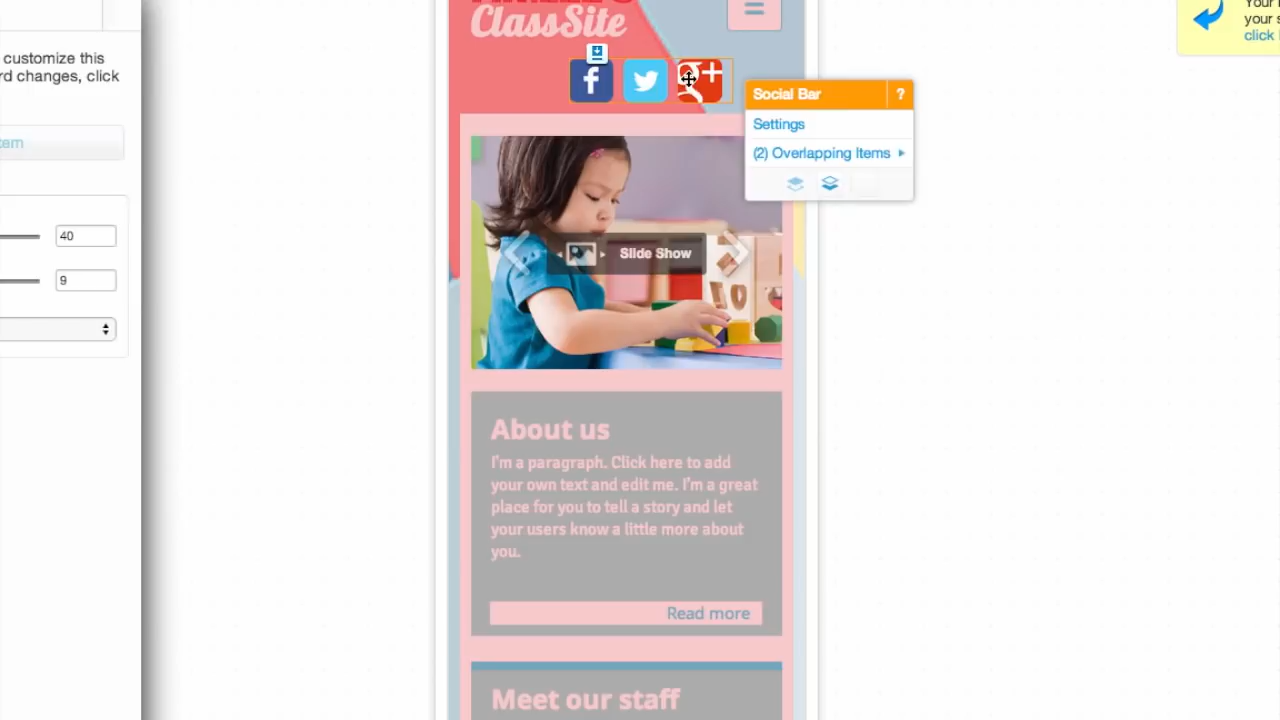 ClassSite
customize this
rd changes, click
tem
40
9
f
g+
Social Bar ?
Settings
(2) Overlapping Items
Slide Show
About us
I'm a paragraph. Click here to add
your own text and edit me. I'm a great
place for you to tell a story and let
your users know a little more about
you.
Read more
Meet our staff
your s
click